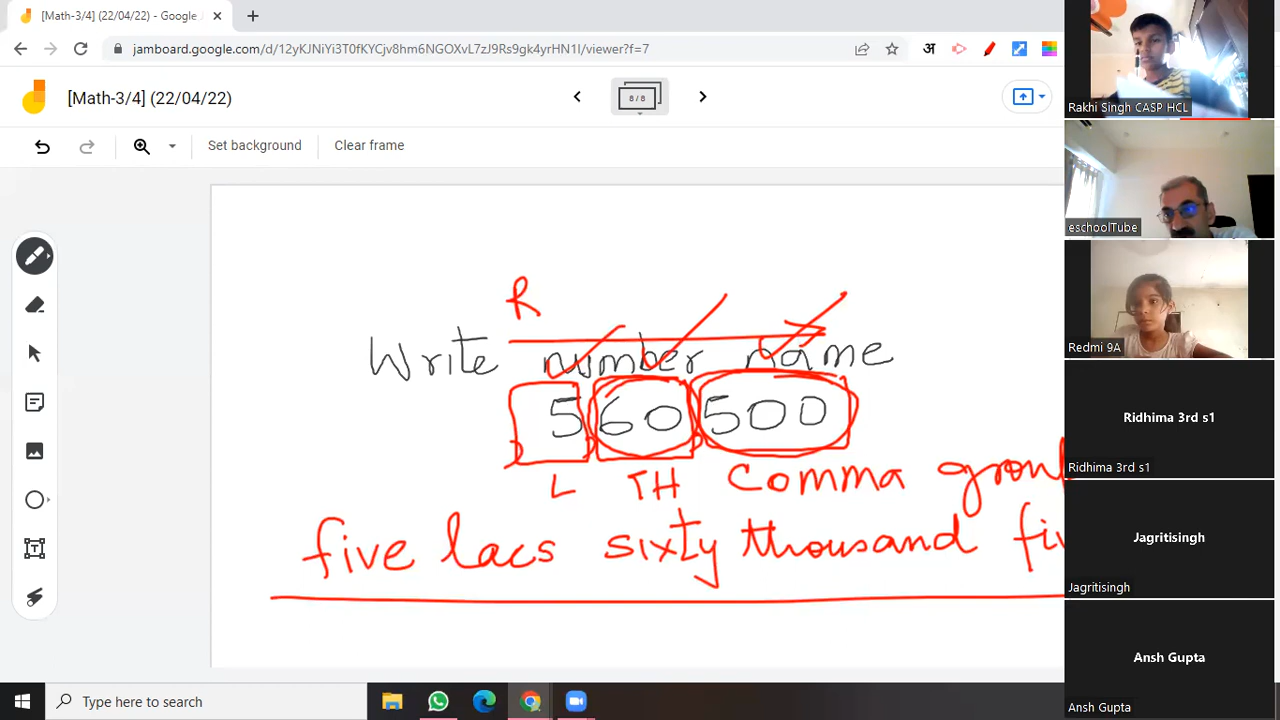 [Math-3/4] (22/04/22) - Google
jamboard.google.com/d/12yKJNiYi3T0fKYCjv8hm6NGOXvL7zJ9Rs9gk4yrHN1I/viewer?f=7
अ
[Math-3/4] (22/04/22)
8/8
Set background
Clear frame
R
Write number name
5 60 500
L TH comma
five lacs sixty thousand
Rakhi Singh CASP HCL
eschoolTube
Redmi 9A
Ridhima 3rd s1
Ridhima 3rd s1
Jagritisingh
Jagritisingh
Ansh Gupta
Ansh Gupta
Type here to search